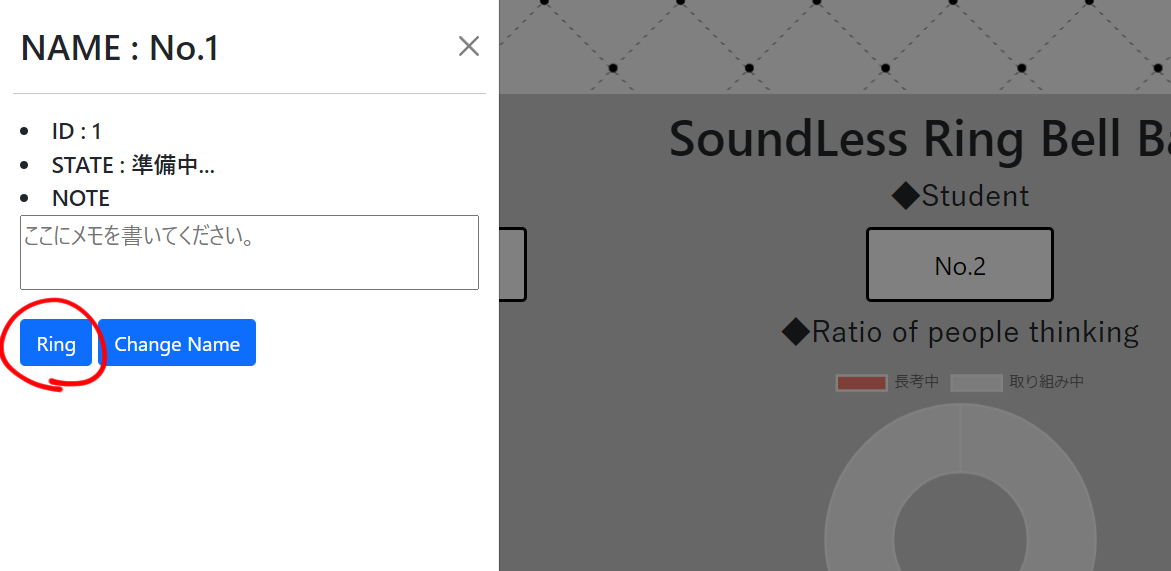 NAME : No.1
ID : 1
STATE : 準備中...
NOTE
ここにメモを書いてください。
Ring
Change Name
SoundLess Ring Bell
◆Student
No.2
◆Ratio of people thinking
長考中
取り組み中